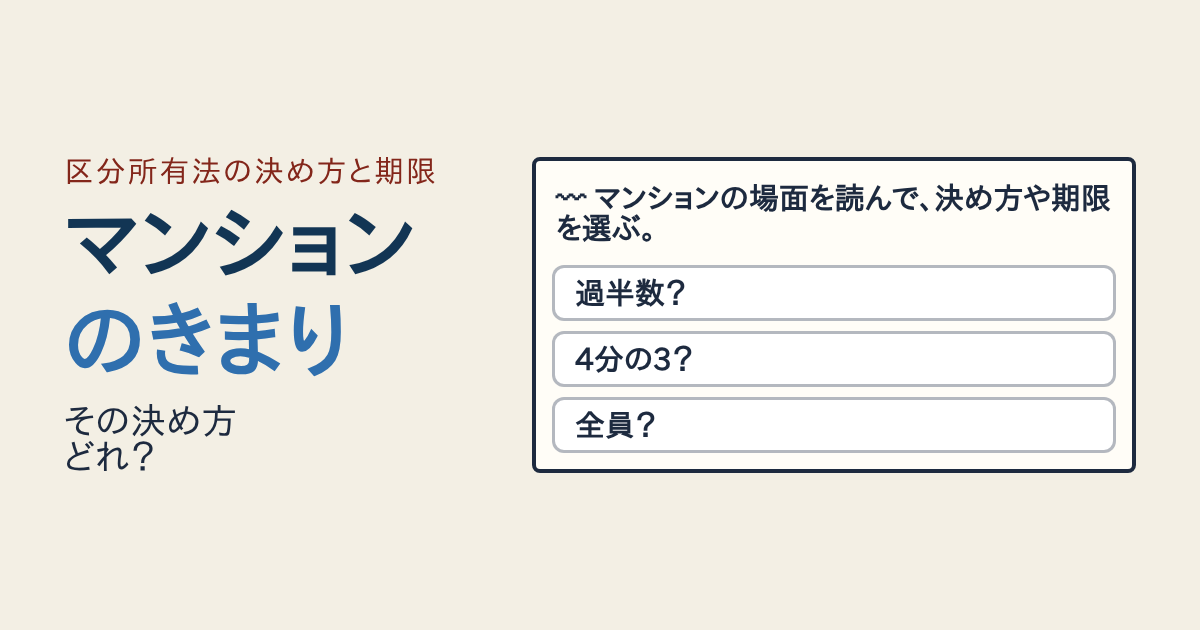 区分所有法の決め方と期限
マンション
のきまり
その決め方
どれ？
〰 マンションの場面を読んで、決め方や期限
を選ぶ。
過半数？
4分の3？
全員？